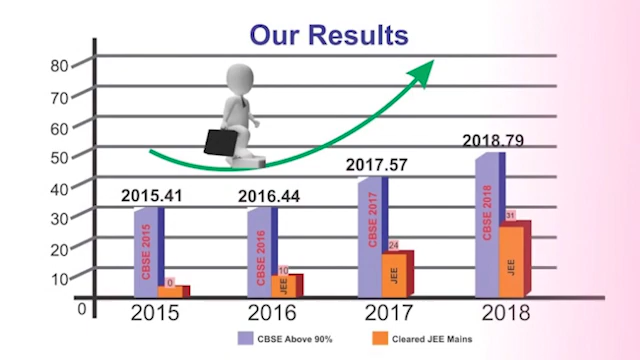 Our Results
80
70
60
50
40
30
20
10
0
2015.41
2016.44
2017.57
2018.79
CBSE 2015
0
CBSE 2016
10
JEE
CBSE 2017
24
JEE
CBSE 2018
31
JEE
2015
2016
2017
2018
CBSE Above 90%
Cleared JEE Mains